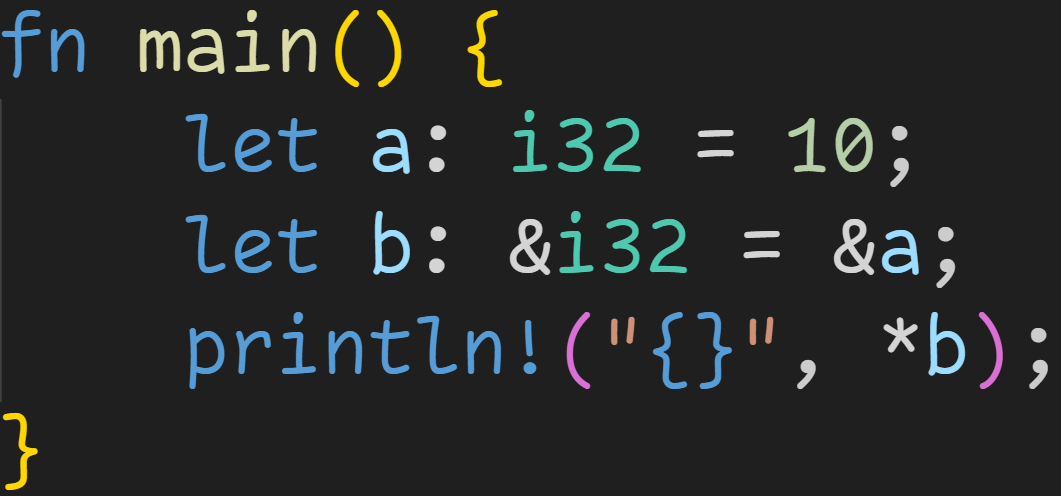 fn main() {
    let a: i32 = 10;
    let b: &i32 = &a;
    println!("{}", *b);
}